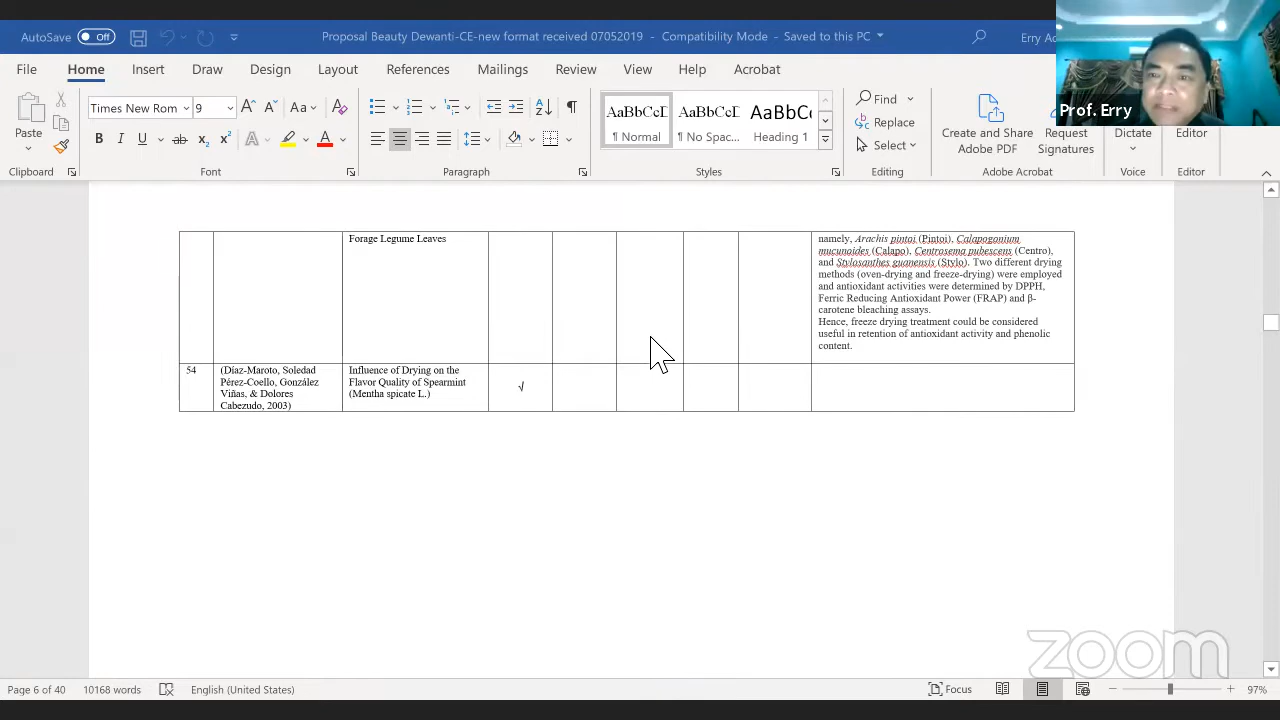 AutoSave Off
Proposal Beauty Dewanti-CE-new format received 07052019 - Compatibility Mode - Saved to this PC
Erry
Prof. Erry
File Home Insert Draw Design Layout References Mailings Review View Help Acrobat
Paste
Times New Rom 9
Aa
B I U ab x₂ x² A A
AaBbCcD AaBbCcD AaBbCc
¶ Normal ¶ No Spac... Heading 1
Find
Replace
Select
Create and Share
Adobe PDF
Request
Signatures
Dictate
Editor
Clipboard Font Paragraph Styles Editing Adobe Acrobat Voice Editor
Forage Legume Leaves
namely, Arachis pintai (Pintoi), Calapogonium
mucunoides (Calapo), Centrosema pubescens (Centro),
and Stylosanthes guanensis (Stylo). Two different drying
methods (oven-drying and freeze-drying) were employed
and antioxidant activities were determined by DPPH,
Ferric Reducing Antioxidant Power (FRAP) and β-
carotene bleaching assays.
Hence, freeze drying treatment could be considered
useful in retention of antioxidant activity and phenolic
content.
54
(Díaz-Maroto, Soledad
Pérez-Coello, González
Viñas, & Dolores
Cabezudo, 2003)
Influence of Drying on the
Flavor Quality of Spearmint
(Mentha spicate L.)
√
zoom
Page 6 of 40 10168 words English (United States) Focus 97%